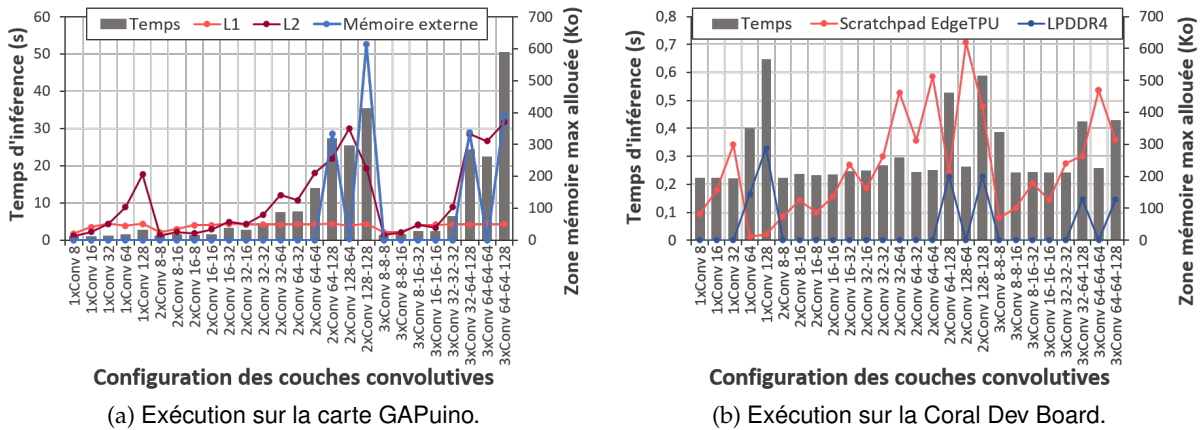 Temps L1 L2 Mémoire externe
Temps d'inférence (s)
60
50
40
30
20
10
0
700
600
500
400
300
200
100
0
Zone mémoire max allouée (Ko)
1xConv 8
1xConv 16
1xConv 32
1xConv 64
1xConv 128
2xConv 8-8
2xConv 8-16
2xConv 16-8
2xConv 16-16
2xConv 16-32
2xConv 32-16
2xConv 32-32
2xConv 32-64
2xConv 64-32
2xConv 64-64
2xConv 64-128
2xConv 128-64
2xConv 128-128
3xConv 8-8-8
3xConv 8-8-16
3xConv 8-16-32
3xConv 16-16-16
3xConv 32-32-32
3xConv 32-64-128
3xConv 64-64-64
3xConv 64-64-128
Configuration des couches convolutives
(a) Exécution sur la carte GAPuino.
Temps Scratchpad EdgeTPU LPDDR4
Temps d'inférence (s)
0,8
0,7
0,6
0,5
0,4
0,3
0,2
0,1
0
700
600
500
400
300
200
100
0
Zone mémoire max allouée (Ko)
1xConv 8
1xConv 16
1xConv 32
1xConv 64
1xConv 128
2xConv 8-8
2xConv 8-16
2xConv 16-8
2xConv 16-16
2xConv 16-32
2xConv 32-16
2xConv 32-32
2xConv 32-64
2xConv 64-32
2xConv 64-64
2xConv 64-128
2xConv 128-64
2xConv 128-128
3xConv 8-8-8
3xConv 8-8-16
3xConv 8-16-32
3xConv 16-16-16
3xConv 32-32-32
3xConv 32-64-128
3xConv 64-64-64
3xConv 64-64-128
Configuration des couches convolutives
(b) Exécution sur la Coral Dev Board.